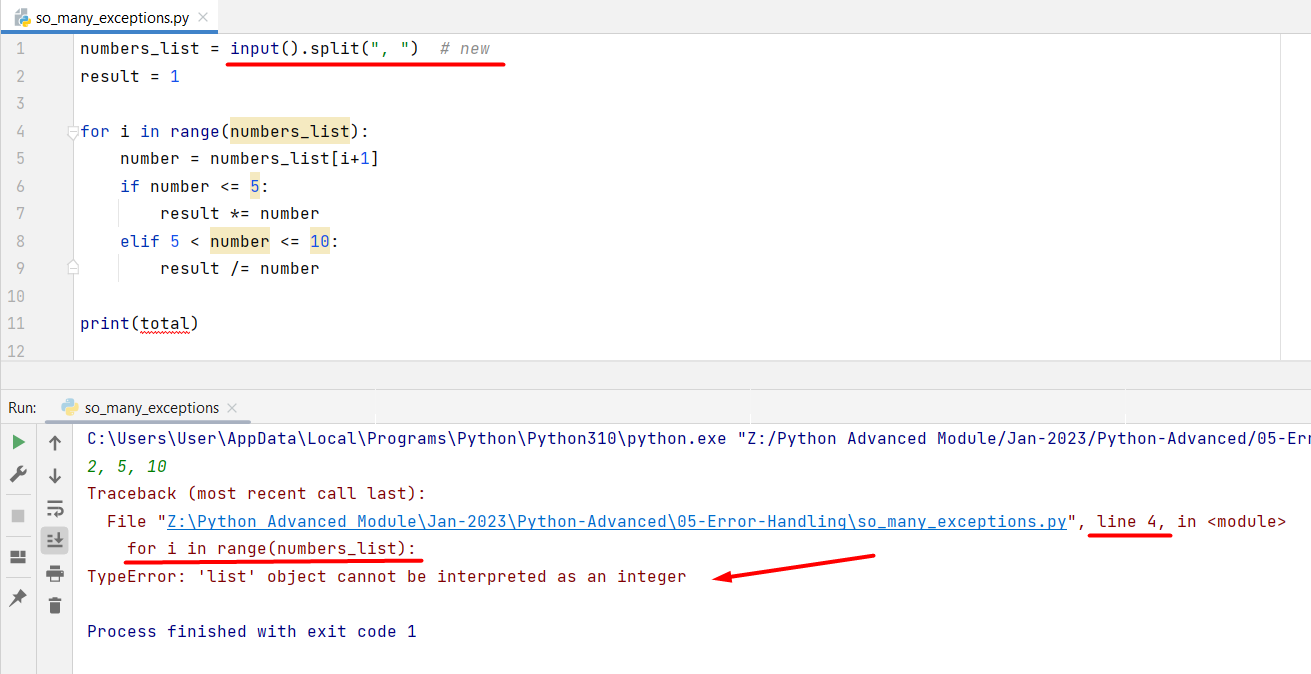 so_many_exceptions.py
1 numbers_list = input().split(", ")  # new
2 result = 1
3
4 for i in range(numbers_list):
5     number = numbers_list[i+1]
6     if number <= 5:
7         result *= number
8     elif 5 < number <= 10:
9         result /= number
10
11 print(total)
12
Run: so_many_exceptions
C:\Users\User\AppData\Local\Programs\Python\Python310\python.exe "Z:/Python Advanced Module/Jan-2023/Python-Advanced/05-Err
2, 5, 10
Traceback (most recent call last):
  File "Z:\Python Advanced Module\Jan-2023\Python-Advanced\05-Error-Handling\so_many_exceptions.py", line 4, in <module>
    for i in range(numbers_list):
TypeError: 'list' object cannot be interpreted as an integer
Process finished with exit code 1